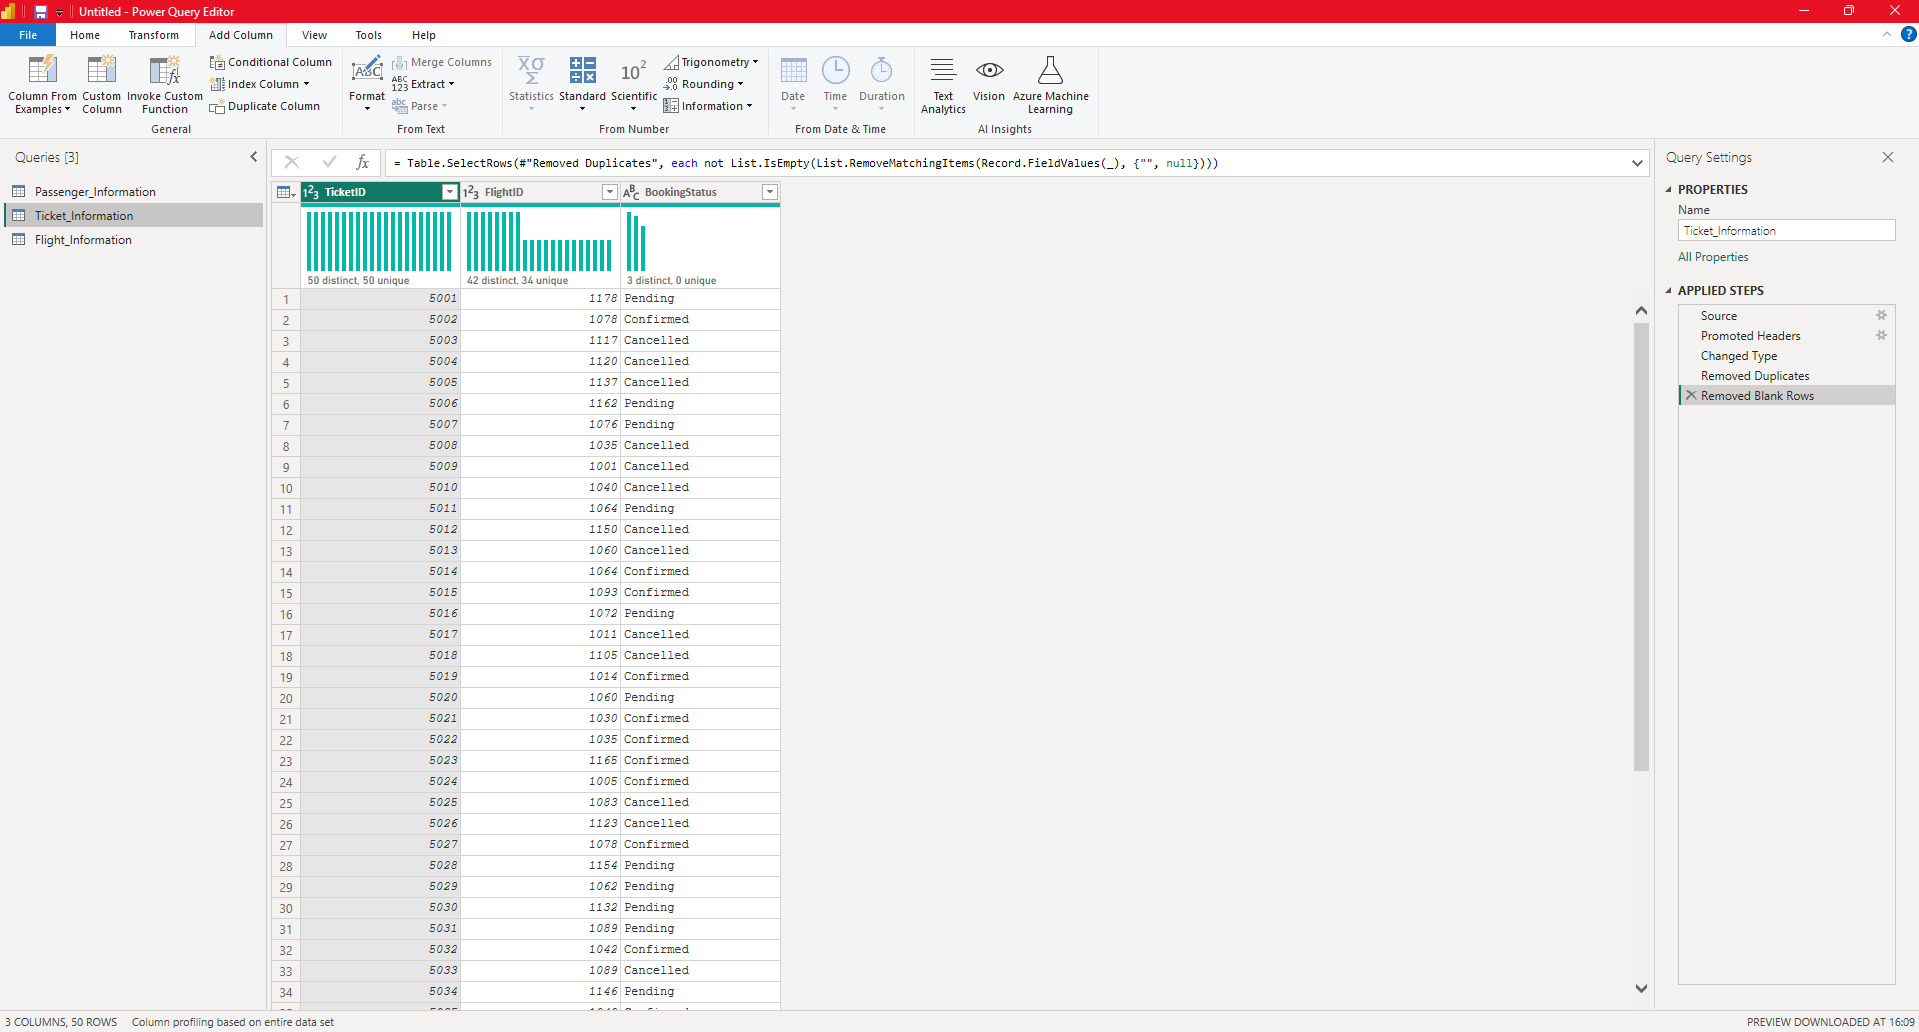 Untitled - Power Query Editor
File Home Transform Add Column View Tools Help
Column From Examples
Custom Column
Invoke Custom Function
Conditional Column
Index Column
Duplicate Column
General
Format
Merge Columns
Extract
Parse
From Text
Statistics
Standard
Scientific
Trigonometry
Rounding
Information
From Number
Date
Time
Duration
From Date & Time
Text Analytics
Vision
Azure Machine Learning
AI Insights
Queries [3]
Passenger_Information
Ticket_Information
Flight_Information
= Table.SelectRows(#"Removed Duplicates", each not List.IsEmpty(List.RemoveMatchingItems(Record.FieldValues(_), {"", null})))
TicketID FlightID BookingStatus
50 distinct, 50 unique 42 distinct, 34 unique 3 distinct, 0 unique
1 5001 1178 Pending
2 5002 1078 Confirmed
3 5003 1117 Cancelled
4 5004 1120 Cancelled
5 5005 1137 Cancelled
6 5006 1162 Pending
7 5007 1076 Pending
8 5008 1035 Cancelled
9 5009 1001 Cancelled
10 5010 1040 Cancelled
11 5011 1064 Pending
12 5012 1150 Cancelled
13 5013 1060 Cancelled
14 5014 1064 Confirmed
15 5015 1093 Confirmed
16 5016 1072 Pending
17 5017 1011 Cancelled
18 5018 1105 Cancelled
19 5019 1014 Confirmed
20 5020 1060 Pending
21 5021 1030 Confirmed
22 5022 1035 Confirmed
23 5023 1165 Confirmed
24 5024 1005 Confirmed
25 5025 1083 Cancelled
26 5026 1123 Cancelled
27 5027 1078 Confirmed
28 5028 1154 Pending
29 5029 1062 Pending
30 5030 1132 Pending
31 5031 1089 Pending
32 5032 1042 Confirmed
33 5033 1089 Cancelled
34 5034 1146 Pending
Query Settings
PROPERTIES
Name
Ticket_Information
All Properties
APPLIED STEPS
Source
Promoted Headers
Changed Type
Removed Duplicates
Removed Blank Rows
3 COLUMNS, 50 ROWS Column profiling based on entire data set
PREVIEW DOWNLOADED AT 16:09